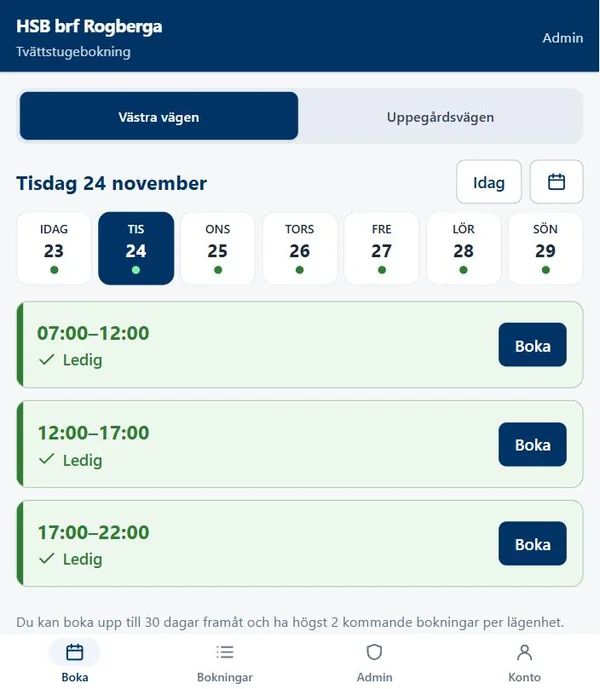 HSB brf Rogberga
Tvättstugebokning
Admin
Västra vägen
Uppegårdsvägen
Tisdag 24 november
Idag
IDAG
23
TIS
24
ONS
25
TORS
26
FRE
27
LÖR
28
SÖN
29
07:00–12:00
Ledig
Boka
12:00–17:00
Ledig
Boka
17:00–22:00
Ledig
Boka
Du kan boka upp till 30 dagar framåt och ha högst 2 kommande bokningar per lägenhet.
Boka
Bokningar
Admin
Konto